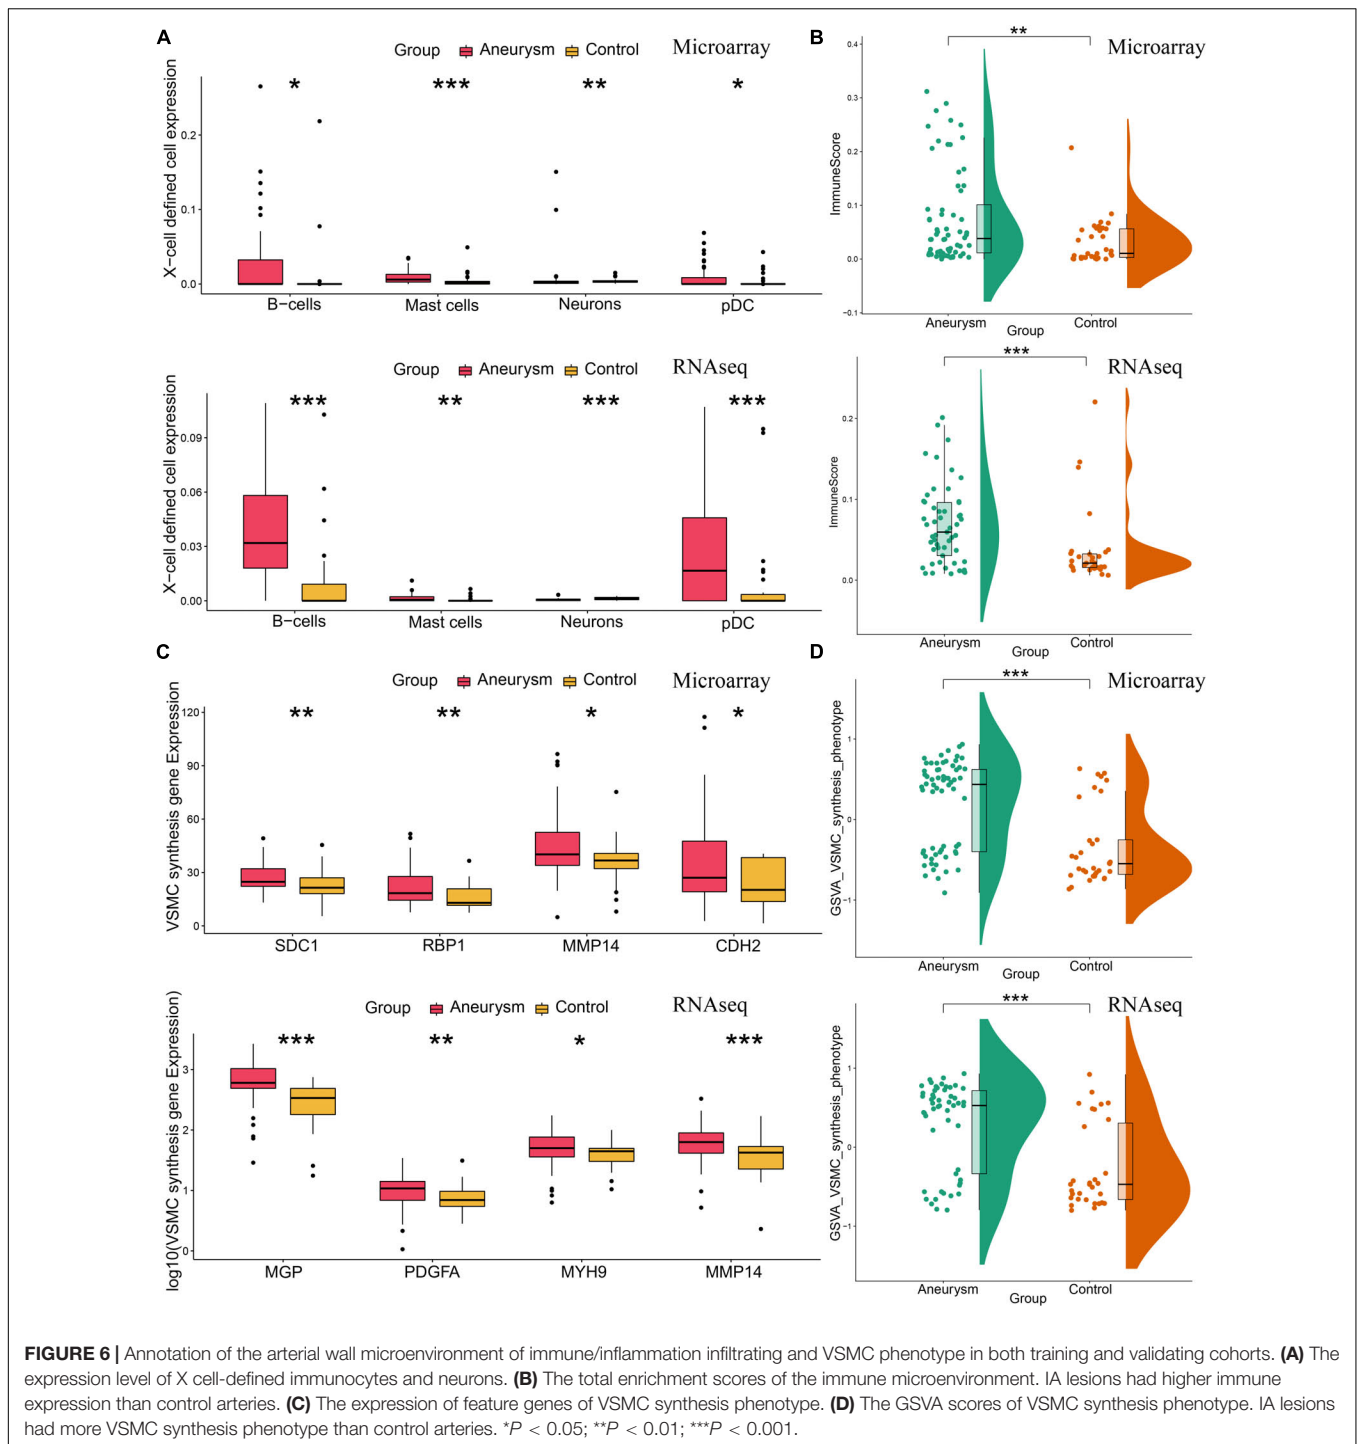 A
Group Aneurysm Control Microarray
X−cell defined cell expression
* *** ** *
0.2
0.1
0.0
B−cells Mast cells Neurons pDC
Group Aneurysm Control RNAseq
X−cell defined cell expression
*** ** *** ***
0.09
0.06
0.03
0.00
B−cells Mast cells Neurons pDC
B
** Microarray
ImmuneScore
0.4
0.3
0.2
0.1
0.0
−0.1
Aneurysm Control
Group
*** RNAseq
ImmuneScore
0.2
0.1
0.0
Aneurysm Control
Group
C
Group Aneurysm Control Microarray
VSMC synthesis gene Expression
** ** * *
120
90
60
30
0
SDC1 RBP1 MMP14 CDH2
Group Aneurysm Control RNAseq
log10(VSMC synthesis gene Expression)
*** ** * ***
3
2
1
0
MGP PDGFA MYH9 MMP14
D
*** Microarray
GSVA_VSMC_synthesis_phenotype
1
0
−1
Aneurysm Control
Group
*** RNAseq
GSVA_VSMC_synthesis_phenotype
1
0
−1
Aneurysm Control
Group
FIGURE 6 | Annotation of the arterial wall microenvironment of immune/inflammation infiltrating and VSMC phenotype in both training and validating cohorts. (A) The
expression level of X cell-defined immunocytes and neurons. (B) The total enrichment scores of the immune microenvironment. IA lesions had higher immune
expression than control arteries. (C) The expression of feature genes of VSMC synthesis phenotype. (D) The GSVA scores of VSMC synthesis phenotype. IA lesions
had more VSMC synthesis phenotype than control arteries. *P < 0.05; **P < 0.01; ***P < 0.001.